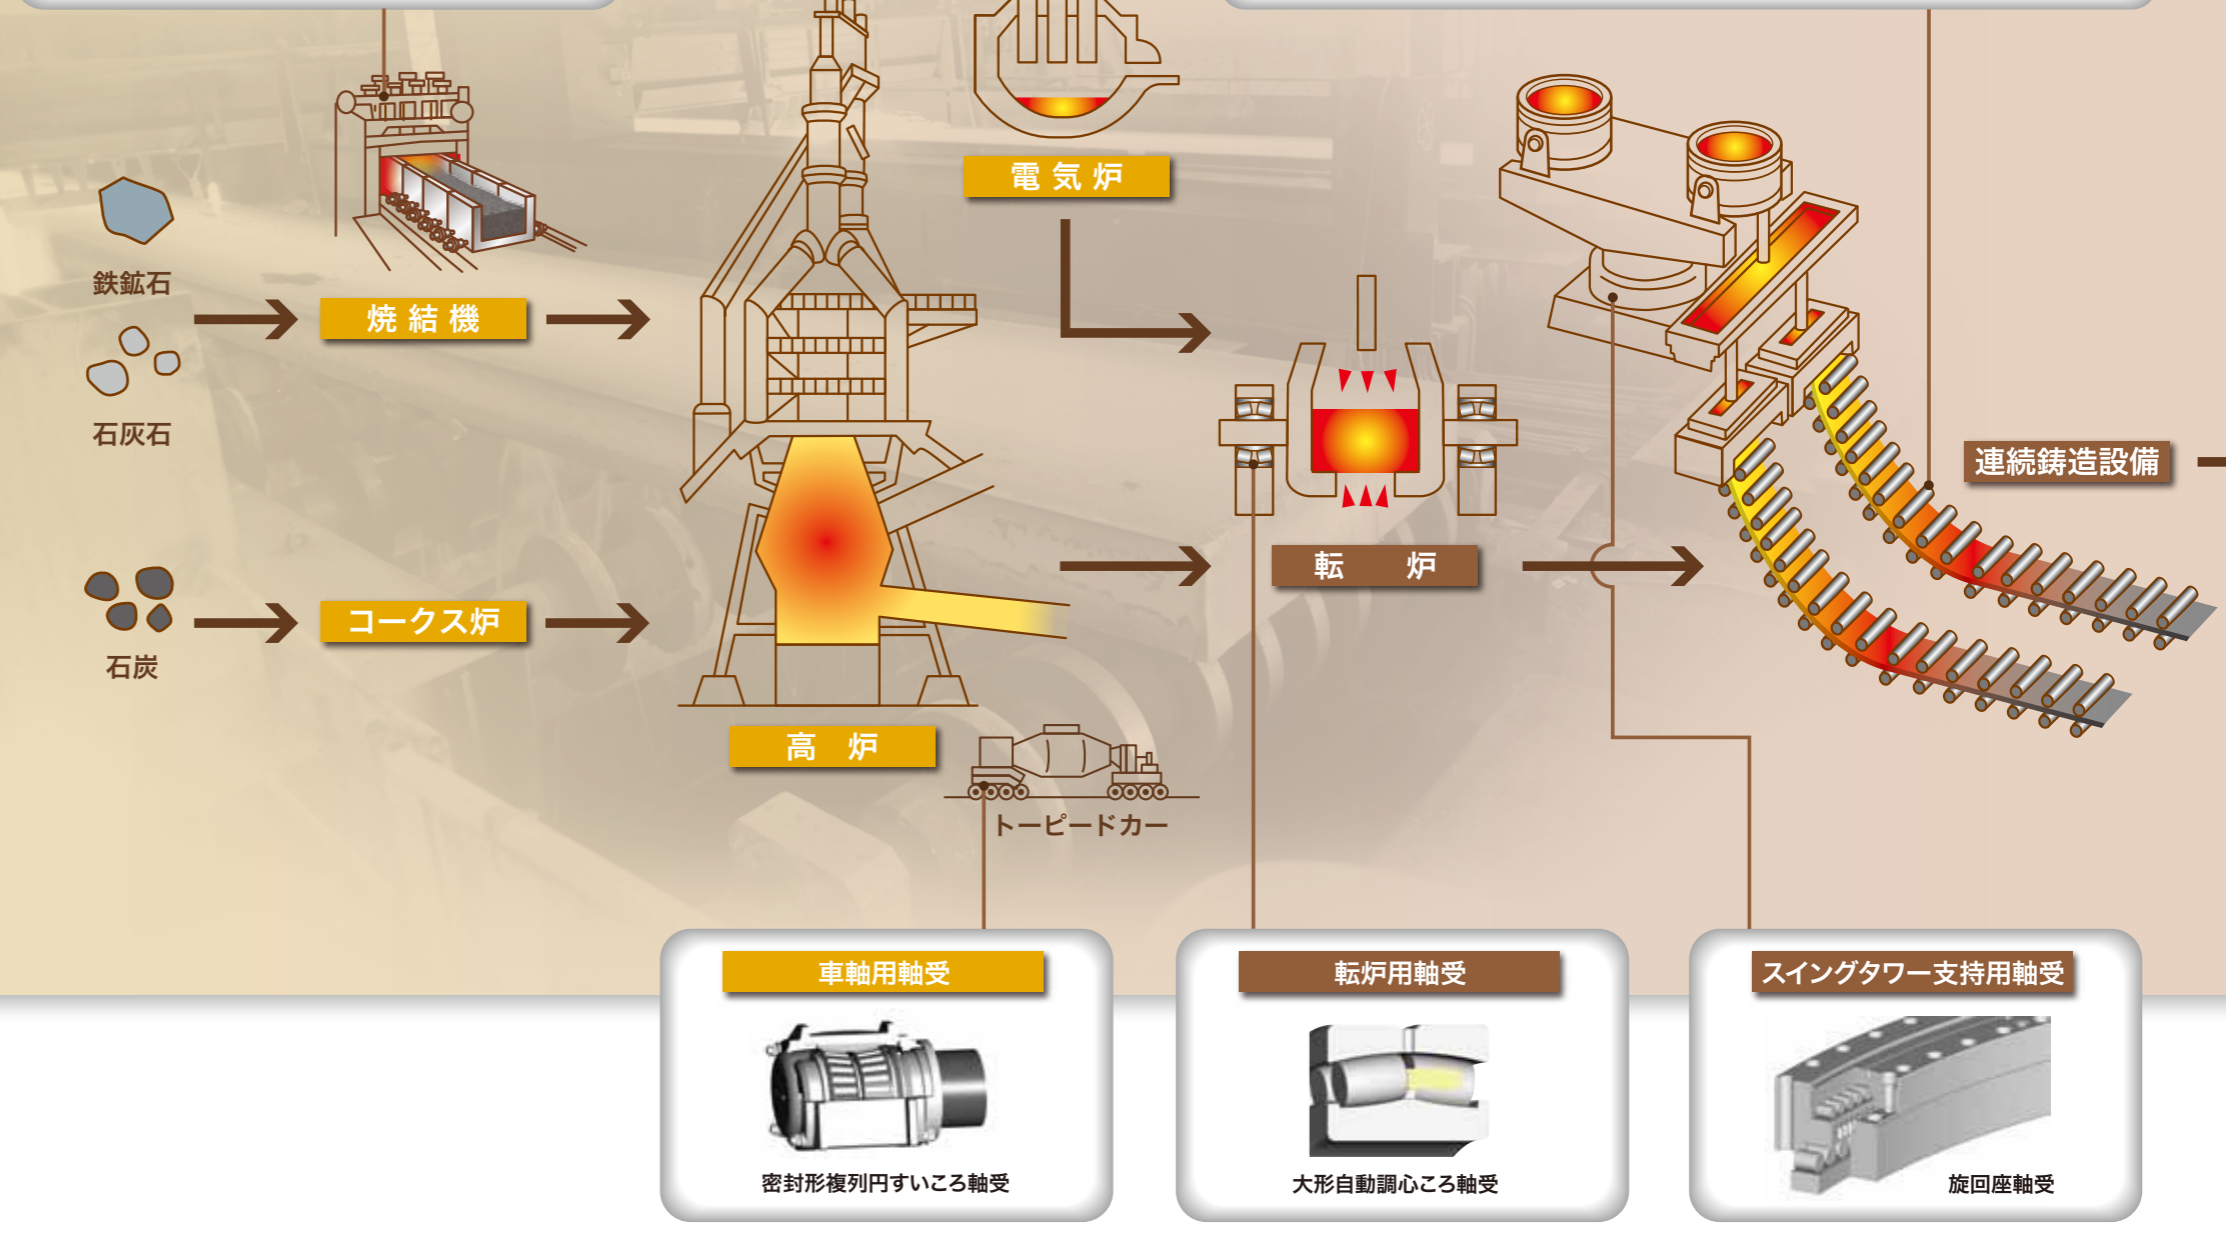 電気炉
鉄鉱石
焼結機
石灰石
連続鋳造設備
転 炉
コークス炉
石炭
高 炉
トーピードカー
車軸用軸受
密封形複列円すいころ軸受
転炉用軸受
大形自動調心ころ軸受
スイングタワー支持用軸受
旋回座軸受